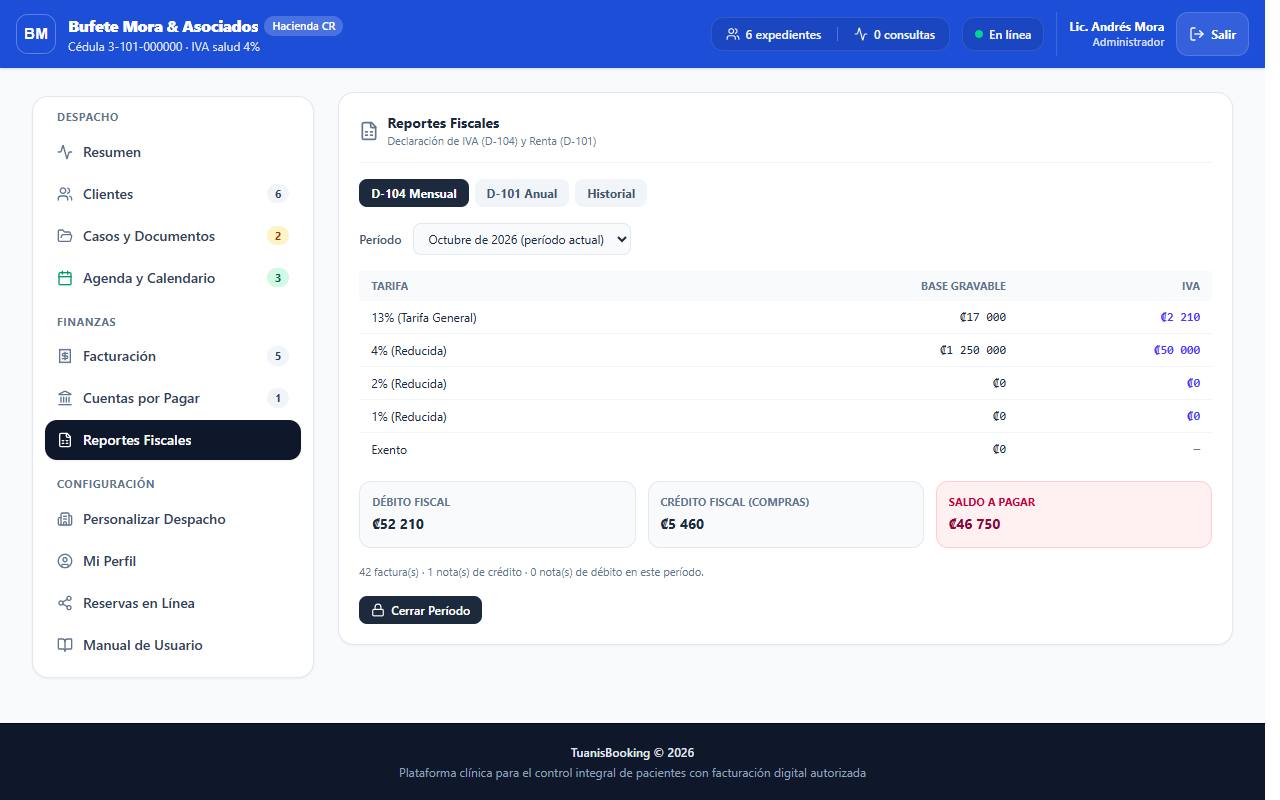 BM
Bufete Mora & Asociados Hacienda CR
Cédula 3-101-000000 · IVA salud 4%
6 expedientes
0 consultas
En línea
Lic. Andrés Mora
Administrador
Salir
DESPACHO
Resumen
Clientes 6
Casos y Documentos 2
Agenda y Calendario 3
FINANZAS
Facturación 5
Cuentas por Pagar 1
Reportes Fiscales
CONFIGURACIÓN
Personalizar Despacho
Mi Perfil
Reservas en Línea
Manual de Usuario
Reportes Fiscales
Declaración de IVA (D-104) y Renta (D-101)
D-104 Mensual D-101 Anual Historial
Período Octubre de 2026 (período actual)
TARIFA BASE GRAVABLE IVA
13% (Tarifa General) ₡17 000 ₡2 210
4% (Reducida) ₡1 250 000 ₡50 000
2% (Reducida) ₡0 ₡0
1% (Reducida) ₡0 ₡0
Exento ₡0 —
DÉBITO FISCAL
₡52 210
CRÉDITO FISCAL (COMPRAS)
₡5 460
SALDO A PAGAR
₡46 750
42 factura(s) · 1 nota(s) de crédito · 0 nota(s) de débito en este período.
Cerrar Período
TuanisBooking © 2026
Plataforma clínica para el control integral de pacientes con facturación digital autorizada